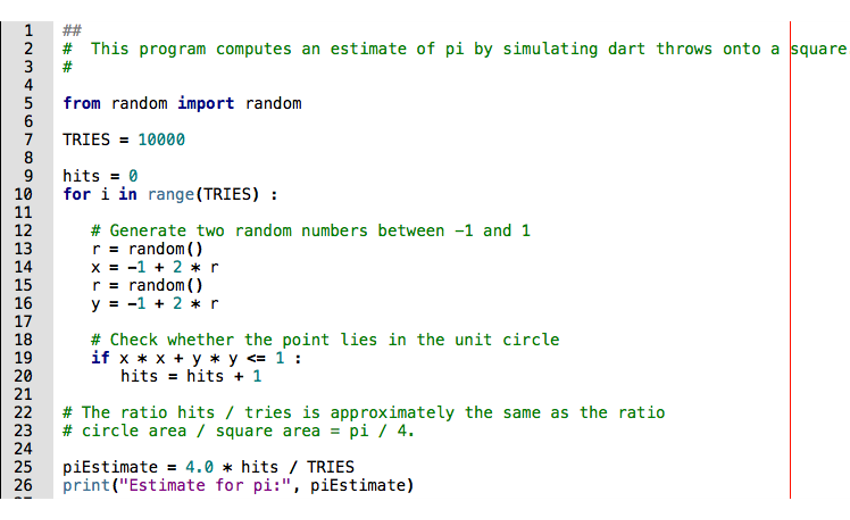 1 ##
2 #  This program computes an estimate of pi by simulating dart throws onto a square
3 #
4
5 from random import random
6
7 TRIES = 10000
8
9 hits = 0
10 for i in range(TRIES) :
11
12    # Generate two random numbers between -1 and 1
13    r = random()
14    x = -1 + 2 * r
15    r = random()
16    y = -1 + 2 * r
17
18    # Check whether the point lies in the unit circle
19    if x * x + y * y <= 1 :
20       hits = hits + 1
21
22 # The ratio hits / tries is approximately the same as the ratio
23 # circle area / square area = pi / 4.
24
25 piEstimate = 4.0 * hits / TRIES
26 print("Estimate for pi:", piEstimate)